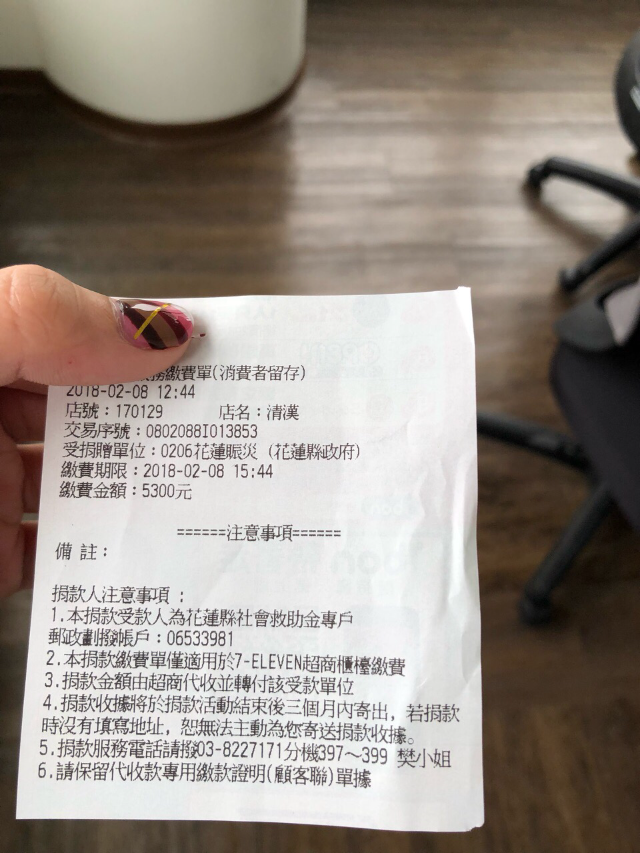 務繳費單(消費者留存)
2018-02-08 12:44
店號：170129 店名：清漢
交易序號：0802088I013853
受捐贈單位：0206花蓮賑災 (花蓮縣政府)
繳費期限：2018-02-08 15:44
繳費金額：5300元
======注意事項======
備 註：
捐款人注意事項：
1.本捐款受款人為花蓮縣社會救助金專戶
郵政劃撥帳戶：06533981
2.本捐款繳費單僅適用於7-ELEVEN超商櫃檯繳費
3.捐款金額由超商代收並轉付該受款單位
4.捐款收據將於捐款活動結束後三個月內寄出，若捐款
時沒有填寫地址，恕無法主動為您寄送捐款收據。
5.捐款服務電話請撥03-8227171分機397～399 樊小姐
6.請保留代收款專用繳款證明(顧客聯)單據